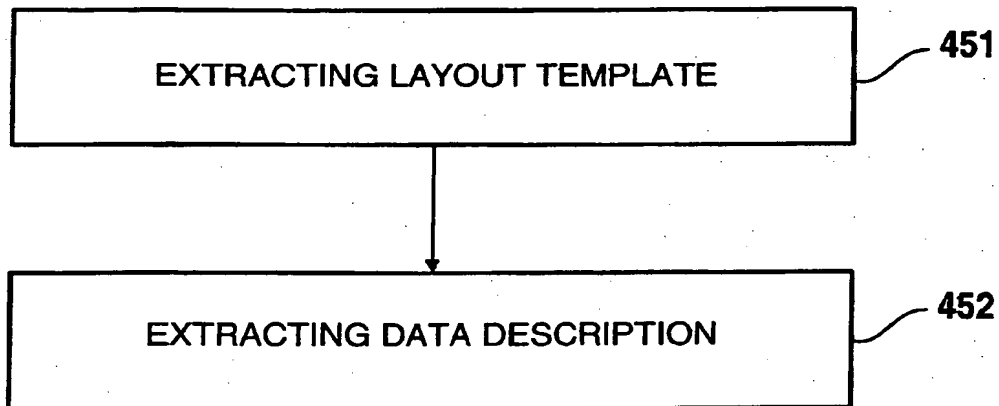 EXTRACTING LAYOUT TEMPLATE
451
EXTRACTING DATA DESCRIPTION
452